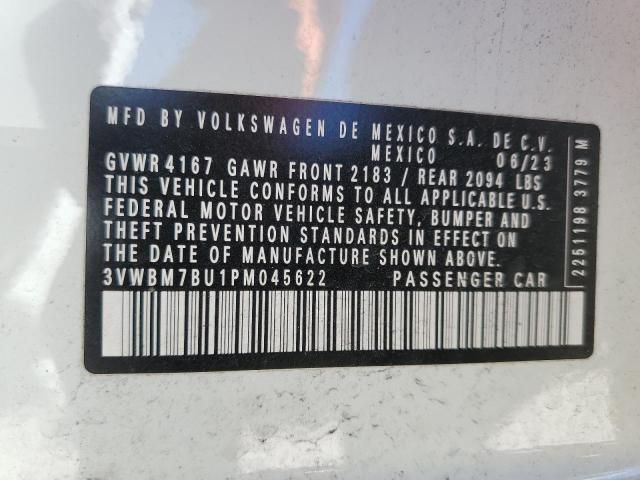 MFD BY VOLKSWAGEN DE MEXICO S.A. DE C.V.
MEXICO 06/23
GVWR 4167 GAWR FRONT 2183 / REAR 2094 LBS
THIS VEHICLE CONFORMS TO ALL APPLICABLE U.S.
FEDERAL MOTOR VEHICLE SAFETY, BUMPER AND
THEFT PREVENTION STANDARDS IN EFFECT ON
THE DATE OF MANUFACTURE SHOWN ABOVE.
3VWBM7BU1PM045622 PASSENGER CAR
2251198 3779 M